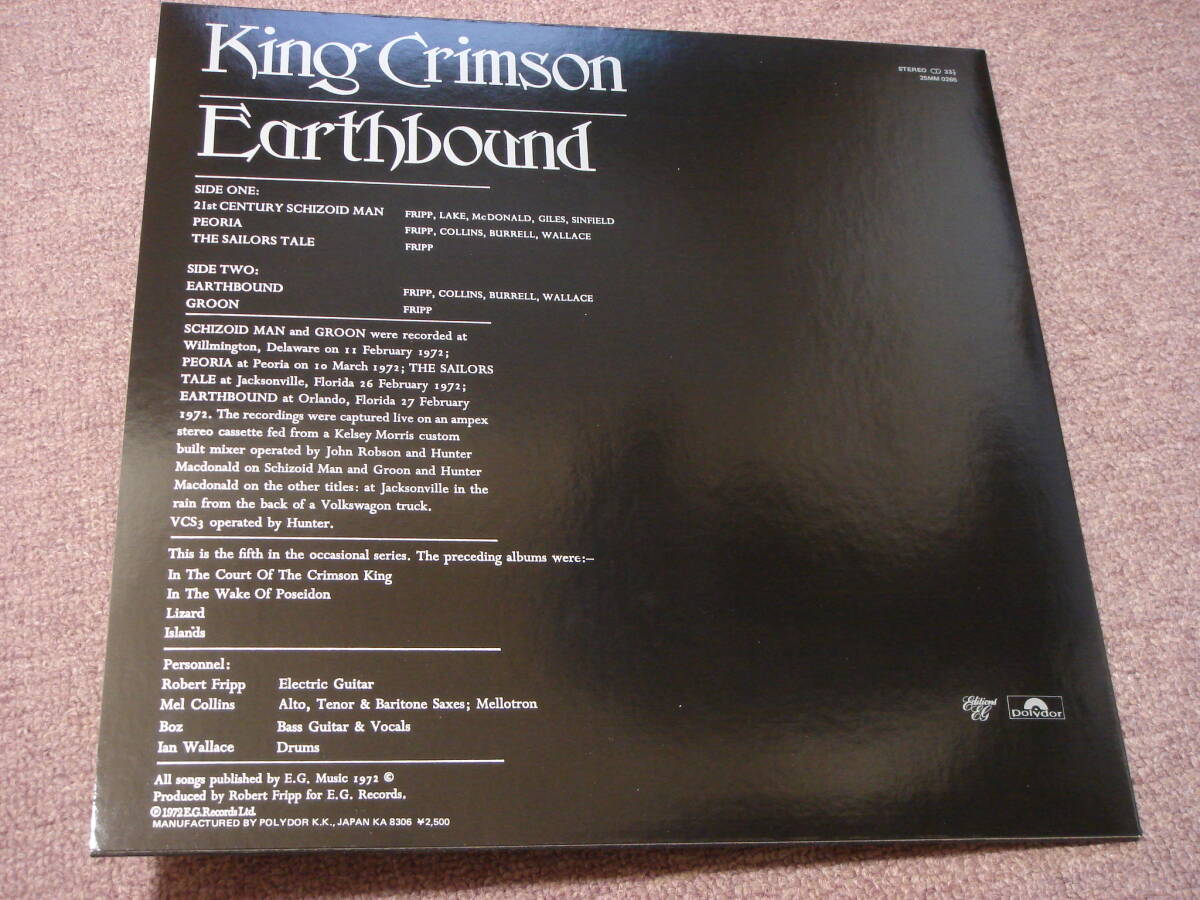 King Crimson
STEREO 33⅓
25MM 0266
Earthbound
SIDE ONE:
21st CENTURY SCHIZOID MAN FRIPP, LAKE, McDONALD, GILES, SINFIELD
PEORIA FRIPP, COLLINS, BURRELL, WALLACE
THE SAILORS TALE FRIPP
SIDE TWO:
EARTHBOUND FRIPP, COLLINS, BURRELL, WALLACE
GROON FRIPP
SCHIZOID MAN and GROON were recorded at
Willmington, Delaware on 11 February 1972;
PEORIA at Peoria on 10 March 1972; THE SAILORS
TALE at Jacksonville, Florida 26 February 1972;
EARTHBOUND at Orlando, Florida 27 February
1972. The recordings were captured live on an ampex
stereo cassette fed from a Kelsey Morris custom
built mixer operated by John Robson and Hunter
Macdonald on Schizoid Man and Groon and Hunter
Macdonald on the other titles: at Jacksonville in the
rain from the back of a Volkswagon truck.
VCS3 operated by Hunter.
This is the fifth in the occasional series. The preceding albums were:–
In The Court Of The Crimson King
In The Wake Of Poseidon
Lizard
Islands
Personnel:
Robert Fripp Electric Guitar
Mel Collins Alto, Tenor & Baritone Saxes; Mellotron
Boz Bass Guitar & Vocals
Ian Wallace Drums
Editions EG
Polydor
All songs published by E.G. Music 1972 ©
Produced by Robert Fripp for E.G. Records.
℗ 1972 E.G. Records Ltd.
MANUFACTURED BY POLYDOR K.K., JAPAN KA 8306 ¥2,500